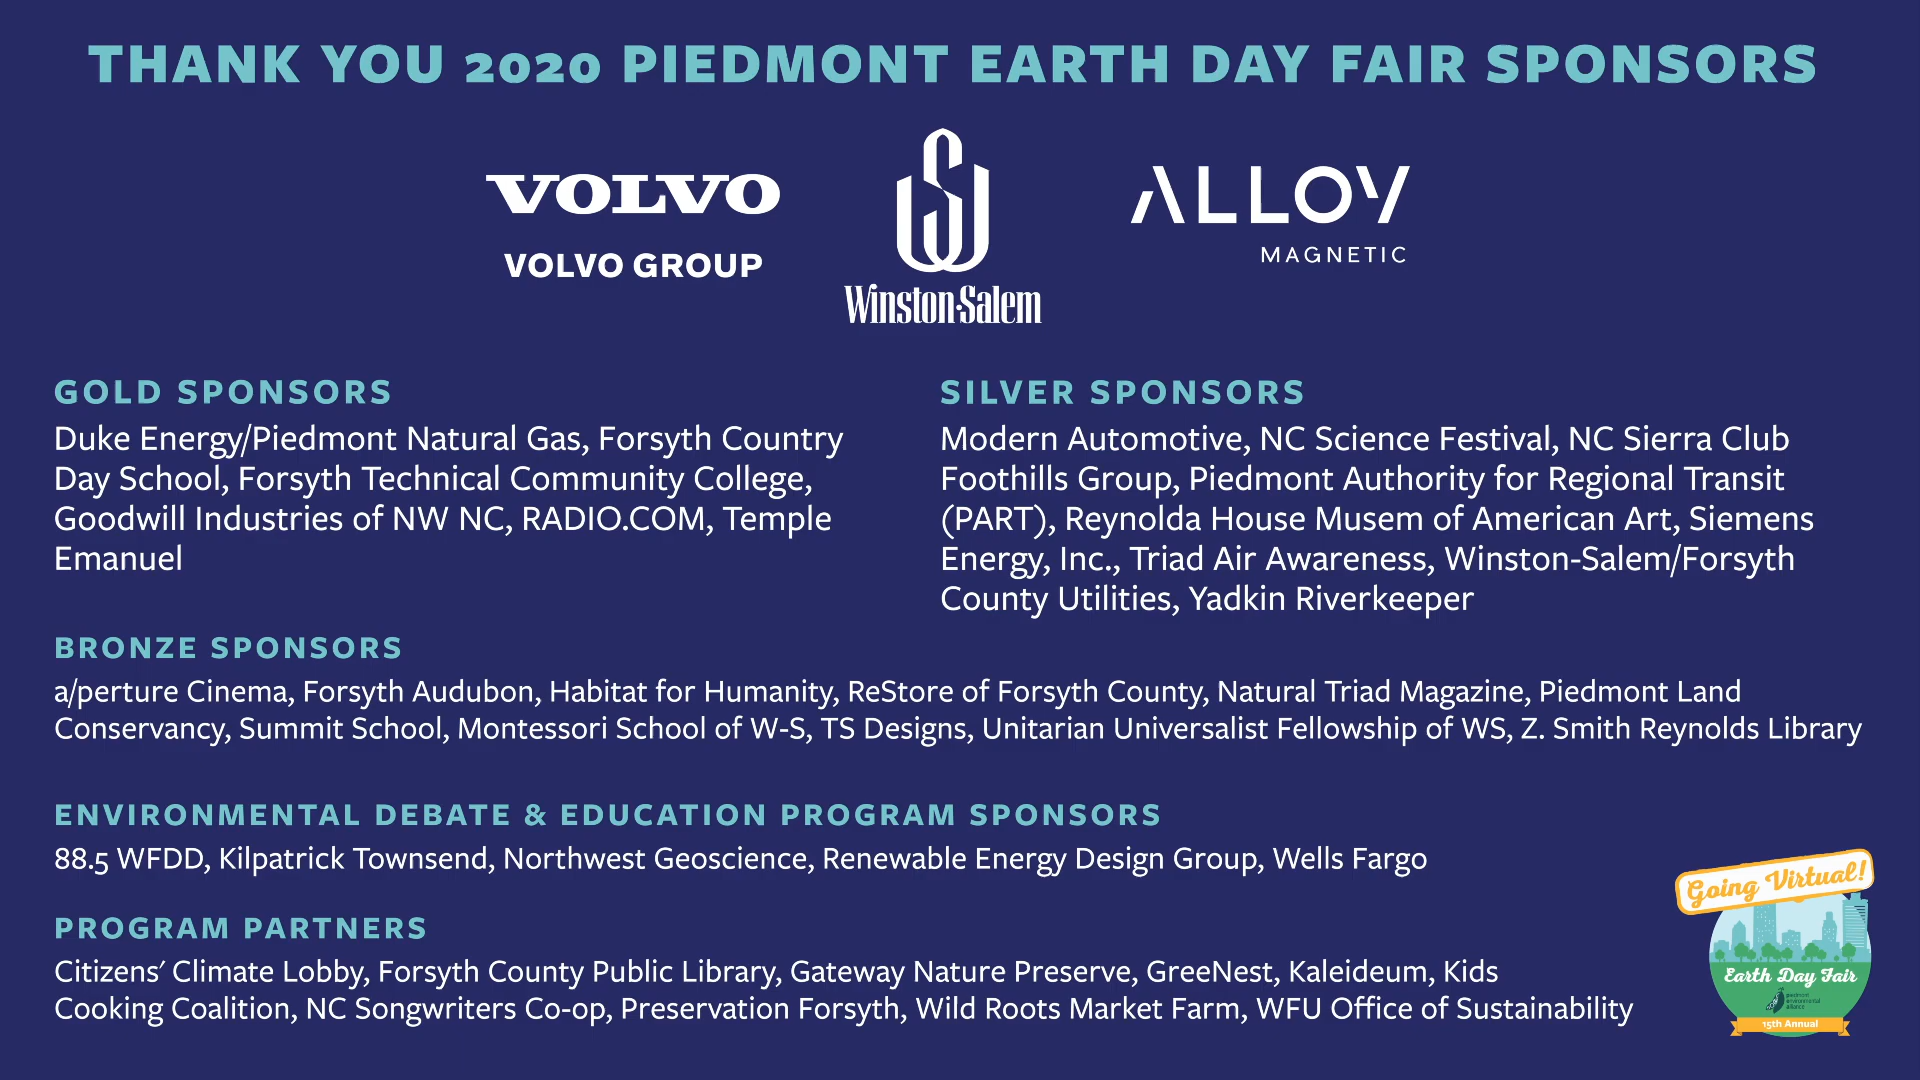 THANK YOU 2020 PIEDMONT EARTH DAY FAIR SPONSORS
VOLVO
VOLVO GROUP
WS
Winston-Salem
ALLOY
MAGNETIC
GOLD SPONSORS
Duke Energy/Piedmont Natural Gas, Forsyth Country
Day School, Forsyth Technical Community College,
Goodwill Industries of NW NC, RADIO.COM, Temple
Emanuel
SILVER SPONSORS
Modern Automotive, NC Science Festival, NC Sierra Club
Foothills Group, Piedmont Authority for Regional Transit
(PART), Reynolda House Musem of American Art, Siemens
Energy, Inc., Triad Air Awareness, Winston-Salem/Forsyth
County Utilities, Yadkin Riverkeeper
BRONZE SPONSORS
a/perture Cinema, Forsyth Audubon, Habitat for Humanity, ReStore of Forsyth County, Natural Triad Magazine, Piedmont Land
Conservancy, Summit School, Montessori School of W-S, TS Designs, Unitarian Universalist Fellowship of WS, Z. Smith Reynolds Library
ENVIRONMENTAL DEBATE & EDUCATION PROGRAM SPONSORS
88.5 WFDD, Kilpatrick Townsend, Northwest Geoscience, Renewable Energy Design Group, Wells Fargo
PROGRAM PARTNERS
Citizens' Climate Lobby, Forsyth County Public Library, Gateway Nature Preserve, GreeNest, Kaleideum, Kids
Cooking Coalition, NC Songwriters Co-op, Preservation Forsyth, Wild Roots Market Farm, WFU Office of Sustainability
Going Virtual!
Earth Day Fair
piedmont
environmental
alliance
15th Annual